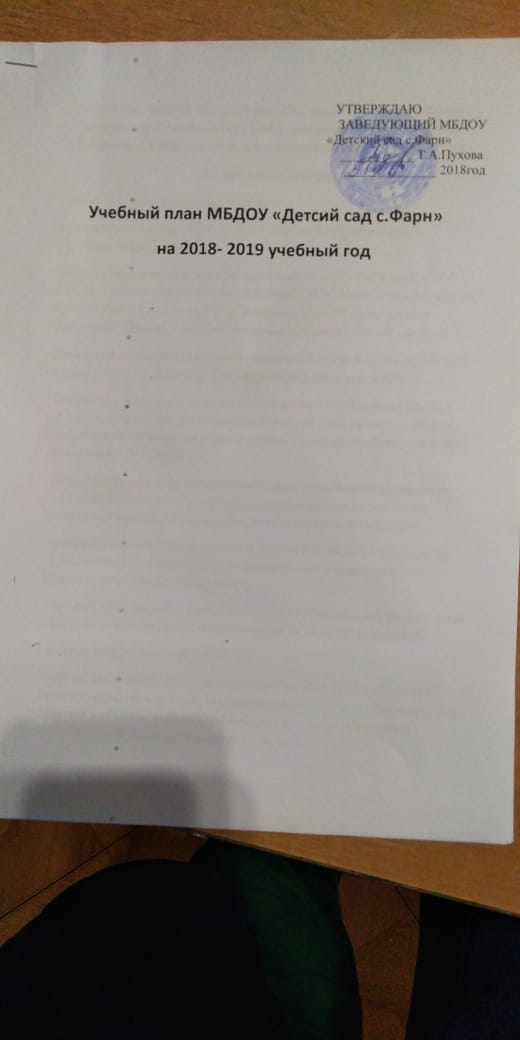 УТВЕРЖДАЮ
ЗАВЕДУЮЩИЙ МБДОУ
«Детский сад с.Фарн»
Т.А.Пухова
2018год
Учебный план МБДОУ «Детсий сад с.Фарн»
на 2018- 2019 учебный год